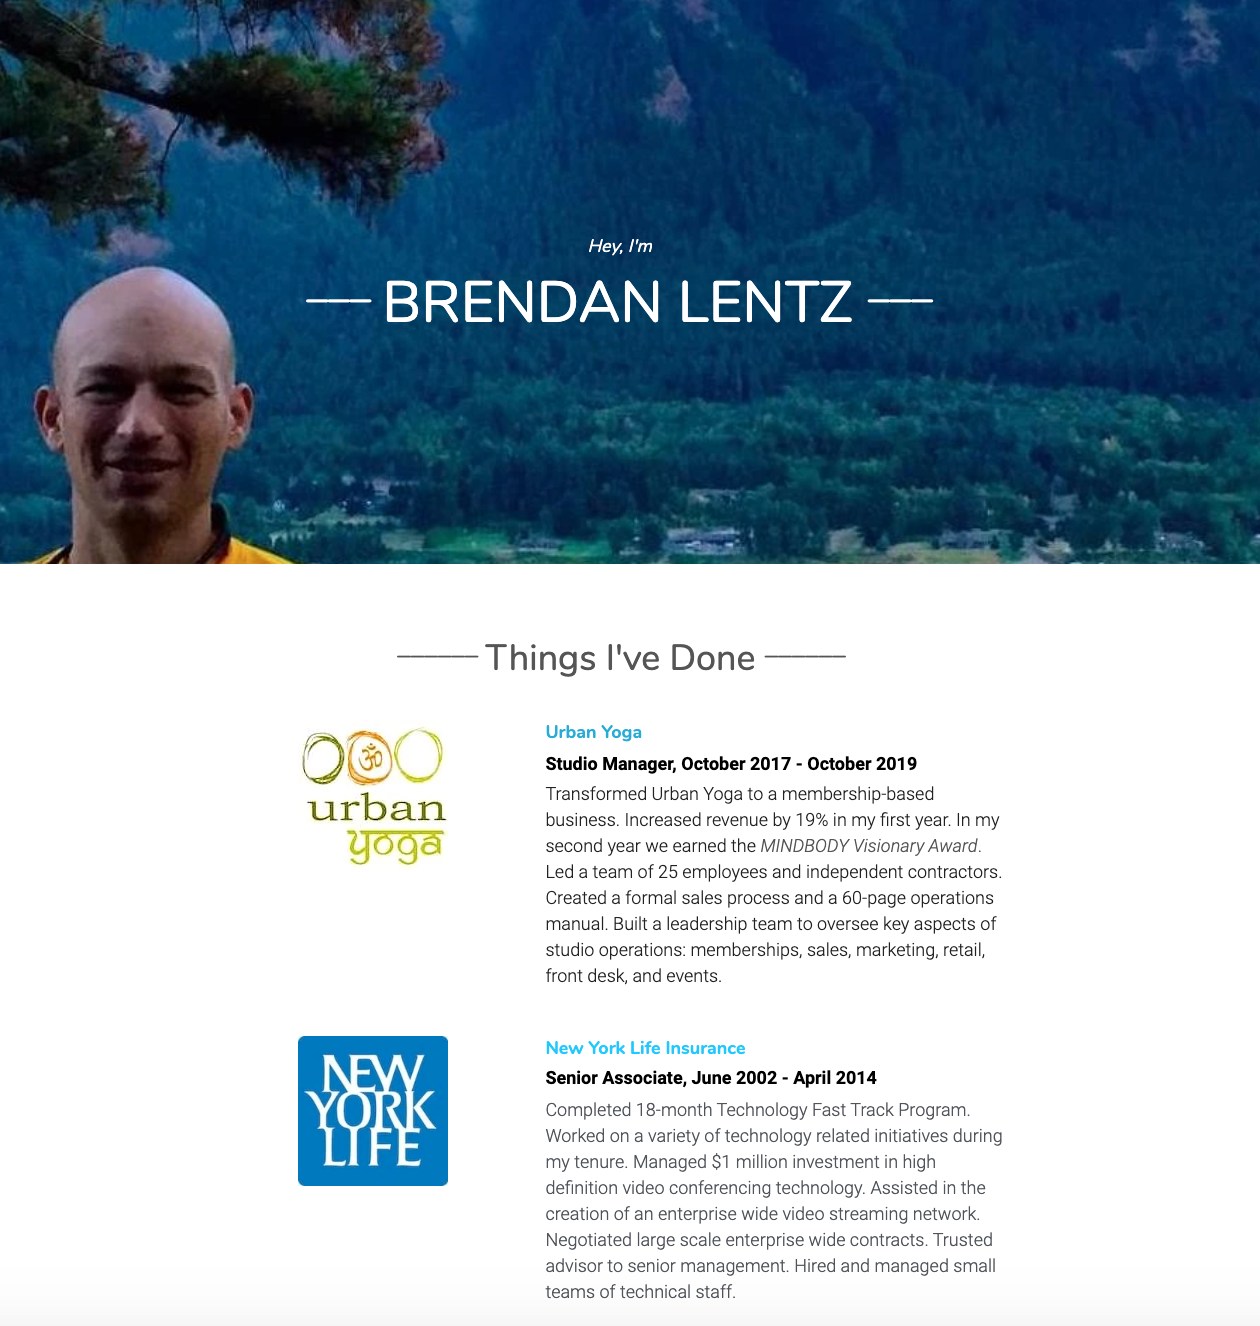 Hey, I'm
BRENDAN LENTZ
Things I've Done
urban
yoga
Urban Yoga
Studio Manager, October 2017 - October 2019
Transformed Urban Yoga to a membership-based
business. Increased revenue by 19% in my first year. In my
second year we earned the MINDBODY Visionary Award.
Led a team of 25 employees and independent contractors.
Created a formal sales process and a 60-page operations
manual. Built a leadership team to oversee key aspects of
studio operations: memberships, sales, marketing, retail,
front desk, and events.
NEW
YORK
LIFE
New York Life Insurance
Senior Associate, June 2002 - April 2014
Completed 18-month Technology Fast Track Program.
Worked on a variety of technology related initiatives during
my tenure. Managed $1 million investment in high
definition video conferencing technology. Assisted in the
creation of an enterprise wide video streaming network.
Negotiated large scale enterprise wide contracts. Trusted
advisor to senior management. Hired and managed small
teams of technical staff.